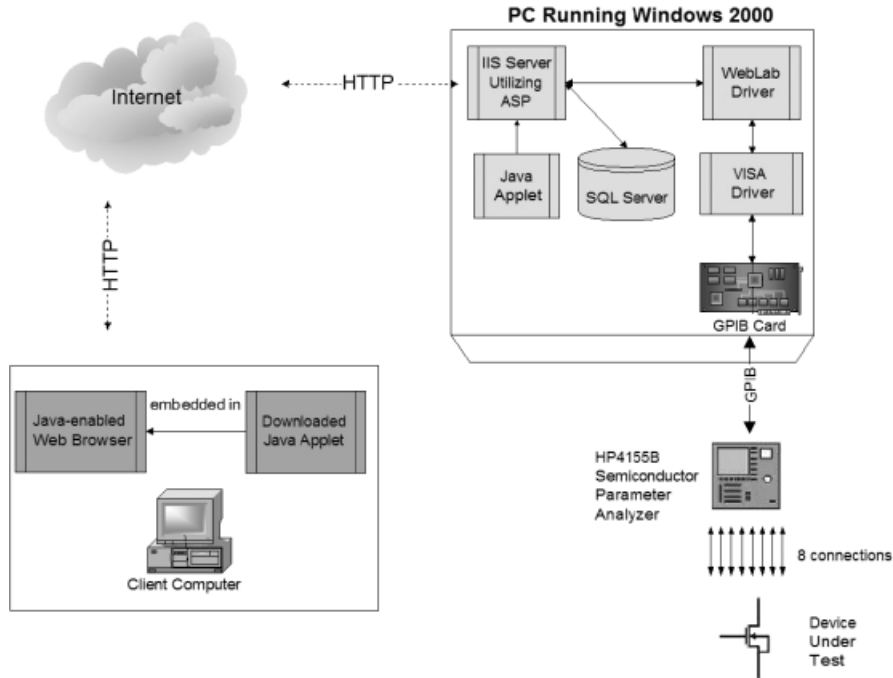 PC Running Windows 2000
Internet
HTTP
IIS Server
Utilizing
ASP
WebLab
Driver
Java
Applet
SQL Server
VISA
Driver
HTTP
GPIB Card
GPIB
Java-enabled
Web Browser
embedded in
Downloaded
Java Applet
Client Computer
HP4155B
Semiconductor
Parameter
Analyzer
8 connections
Device
Under
Test